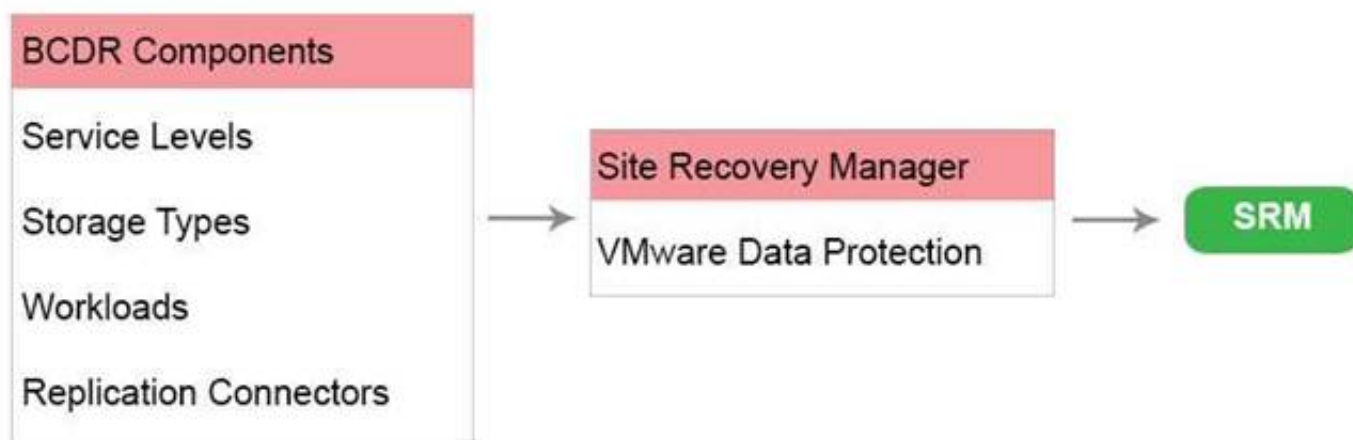 BCDR Components
Service Levels
Storage Types
Workloads
Replication Connectors
Site Recovery Manager
VMware Data Protection
SRM